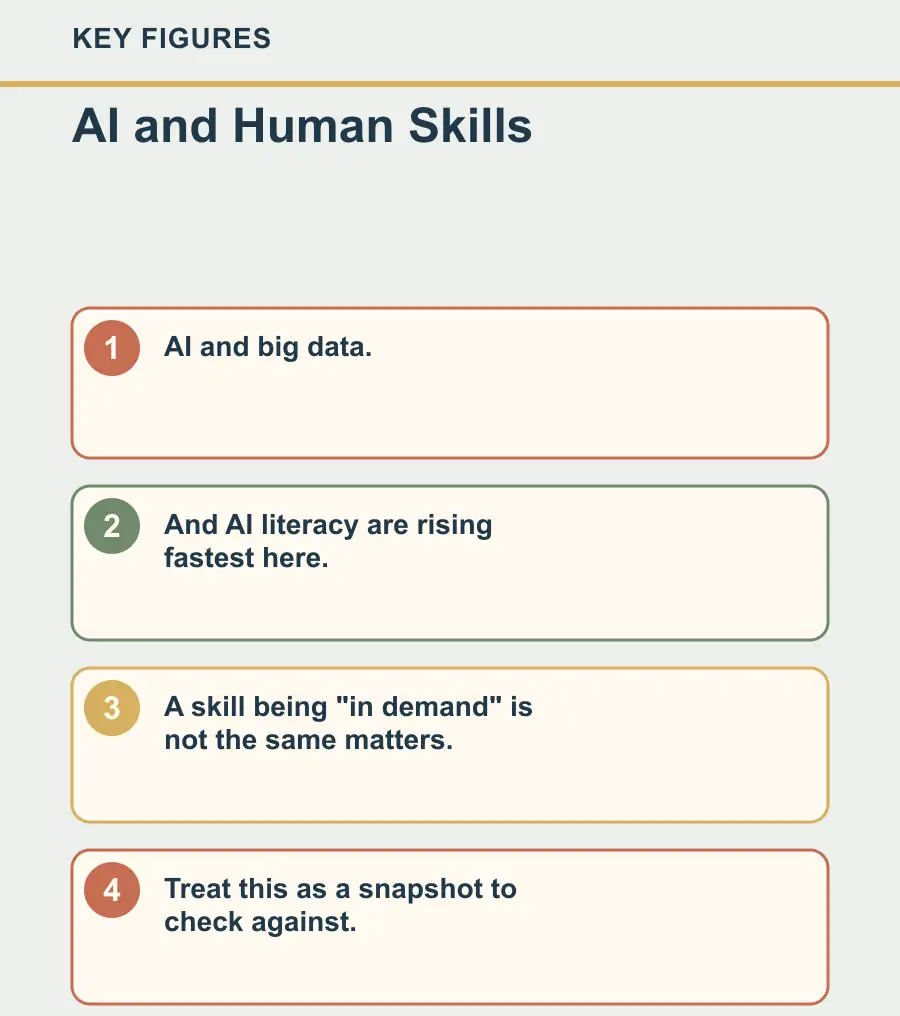 KEY FIGURES
AI and Human Skills
1
AI and big data.
2
And AI literacy are rising
fastest here.
3
A skill being "in demand" is
not the same matters.
4
Treat this as a snapshot to
check against.